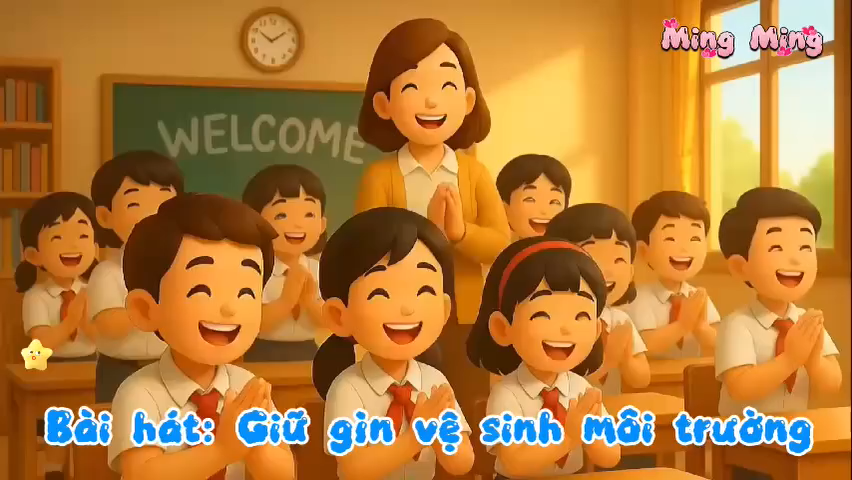 Ming Ming
WELCOME
Bài hát: Giữ gìn vệ sinh môi trường